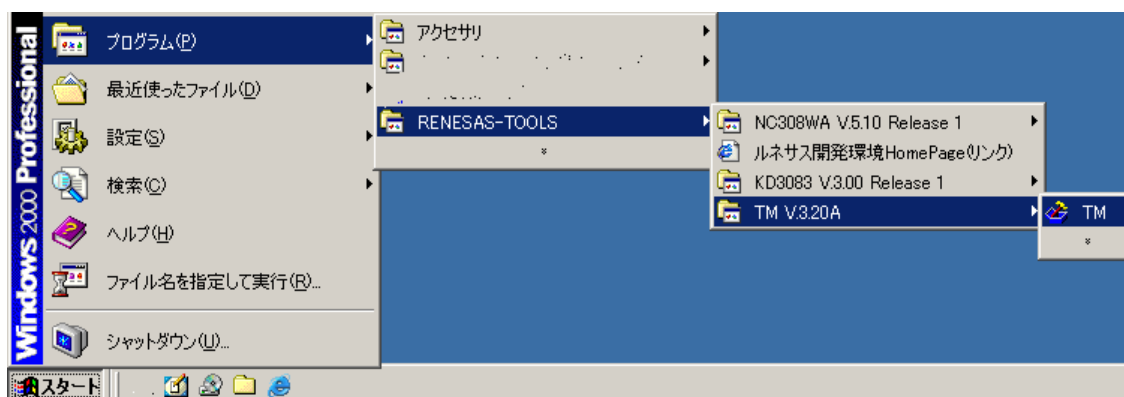 Windows 2000 Professional
プログラム(P)
最近使ったファイル(D)
設定(S)
検索(C)
ヘルプ(H)
ファイル名を指定して実行(R)...
シャットダウン(U)...
スタート
アクセサリ
RENESAS-TOOLS
NC308WA V.5.10 Release 1
ルネサス開発環境HomePage(リンク)
KD3083 V.3.00 Release 1
TM V.3.20A
TM